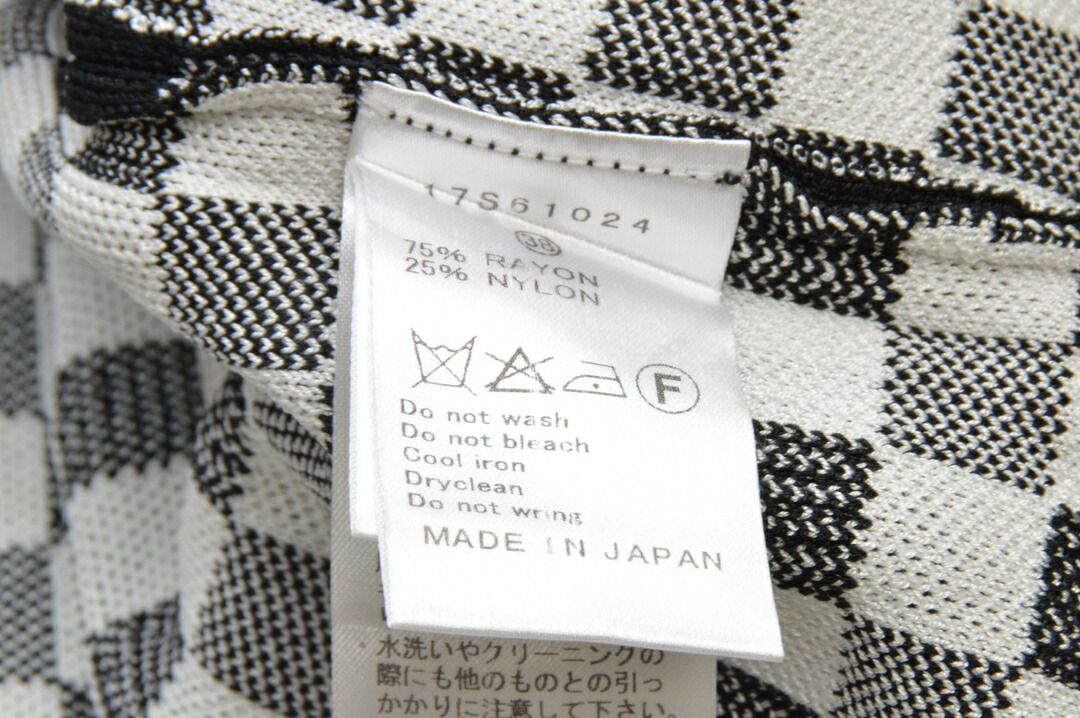 17S61024
38
75% RAYON
25% NYLON
F
Do not wash
Do not bleach
Cool iron
Dryclean
Do not wring
MADE IN JAPAN
・水洗いやクリーニングの
際にも他のものとの引っ
かかりに注意して下さい。